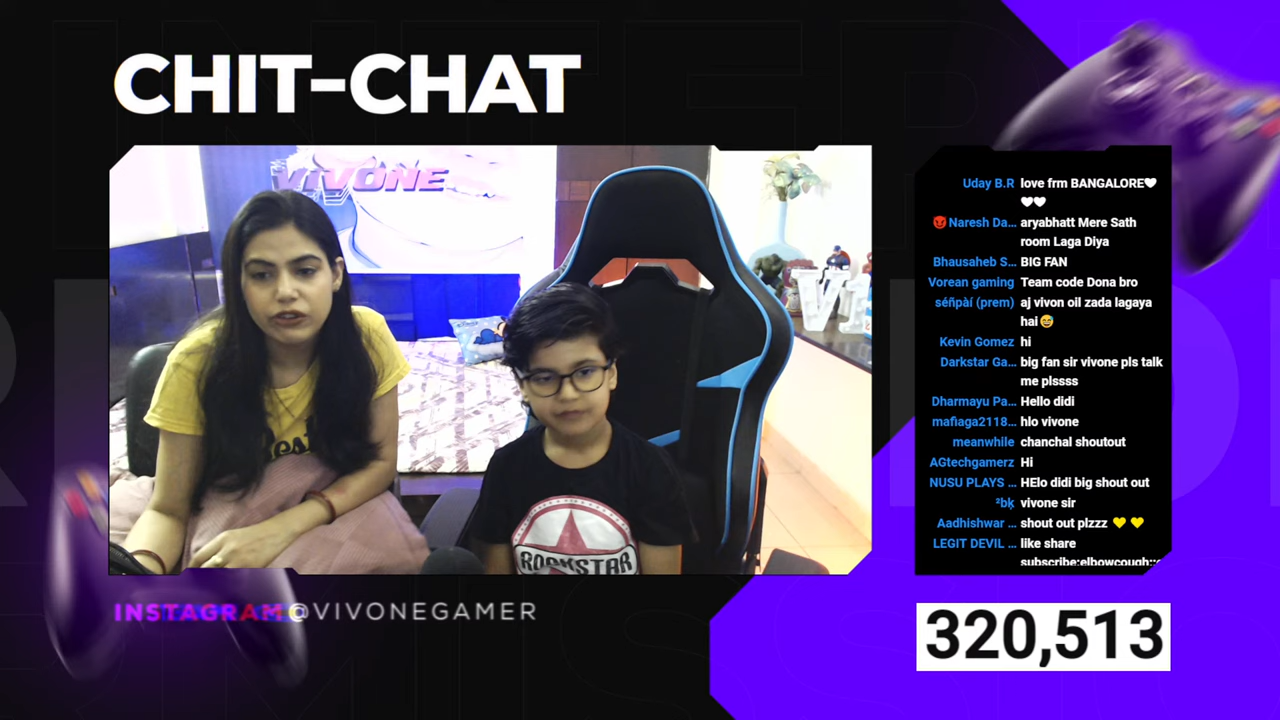 CHIT-CHAT
VIVONE
Uday B.R love frm BANGALORE🤍
🤍🤍
😈Naresh Da... aryabhatt Mere Sath
room Laga Diya
Bhausaheb S... BIG FAN
Vorean gaming Team code Dona bro
séñpàí (prem) aj vivon oil zada lagaya
hai😅
Kevin Gomez hi
Darkstar Ga... big fan sir vivone pls talk
me plssss
Dharmayu Pa... Hello didi
mafiaga2118... hlo vivone
meanwhile chanchal shoutout
AGtechgamerz Hi
NUSU PLAYS ... HElo didi big shout out
²bķ vivone sir
Aadhishwar ... shout out plzzz 💛 💛
LEGIT DEVIL ... like share
subscribe:elbowcough::
ROCKSTAR
INSTAGRAM@VIVONEGAMER
320,513